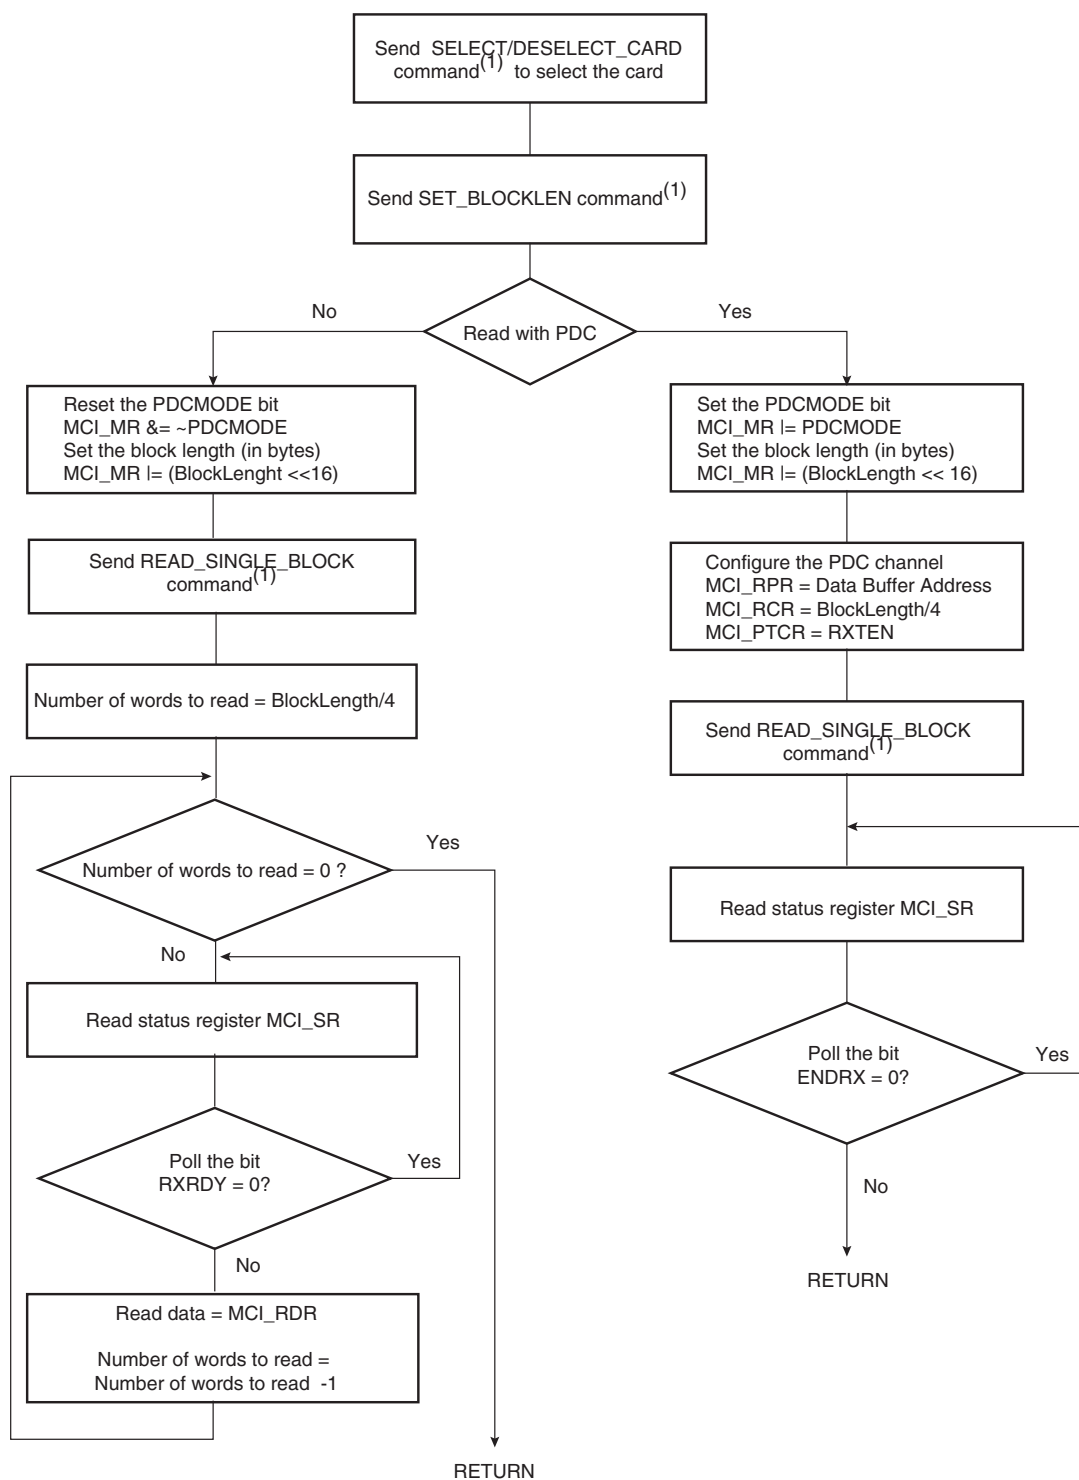 Send SELECT/DESELECT_CARD
command(1) to select the card
Send SET_BLOCKLEN command(1)
No
Yes
Read with PDC
Reset the PDCMODE bit
MCI_MR &= ~PDCMODE
Set the block length (in bytes)
MCI_MR |= (BlockLenght <<16)
Send READ_SINGLE_BLOCK
command(1)
Number of words to read = BlockLength/4
Number of words to read = 0 ?
Yes
No
Read status register MCI_SR
Poll the bit
RXRDY = 0?
Yes
No
Read data = MCI_RDR
Number of words to read =
Number of words to read -1
RETURN
Set the PDCMODE bit
MCI_MR |= PDCMODE
Set the block length (in bytes)
MCI_MR |= (BlockLength << 16)
Configure the PDC channel
MCI_RPR = Data Buffer Address
MCI_RCR = BlockLength/4
MCI_PTCR = RXTEN
Send READ_SINGLE_BLOCK
command(1)
Read status register MCI_SR
Poll the bit
ENDRX = 0?
Yes
No
RETURN